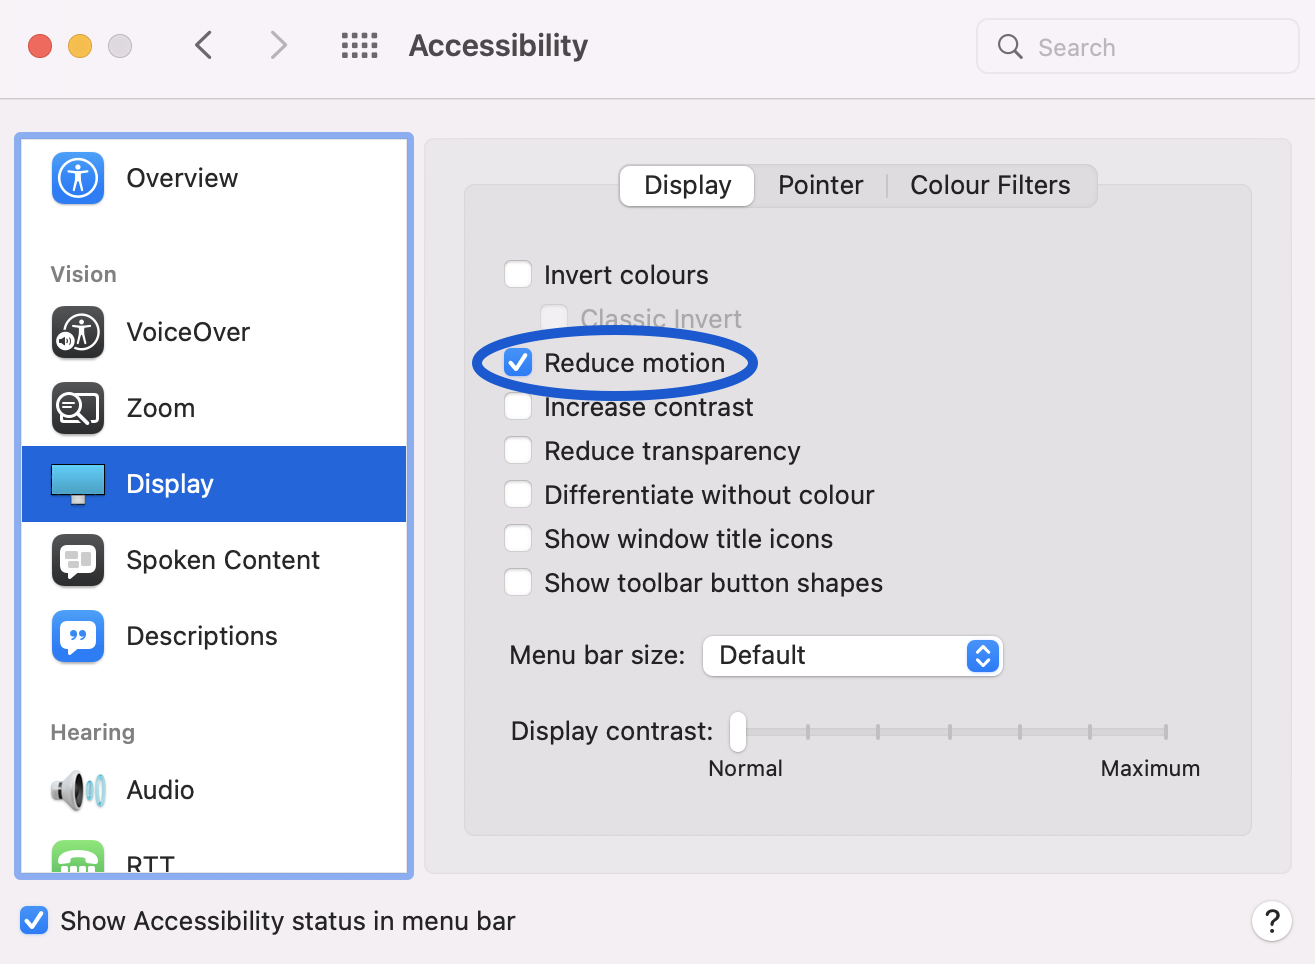 Accessibility
Search
Overview
Vision
VoiceOver
Zoom
Display
Spoken Content
Descriptions
Hearing
Audio
RTT
Display Pointer Colour Filters
Invert colours
Classic Invert
Reduce motion
Increase contrast
Reduce transparency
Differentiate without colour
Show window title icons
Show toolbar button shapes
Menu bar size: Default
Display contrast:
Normal Maximum
Show Accessibility status in menu bar
?